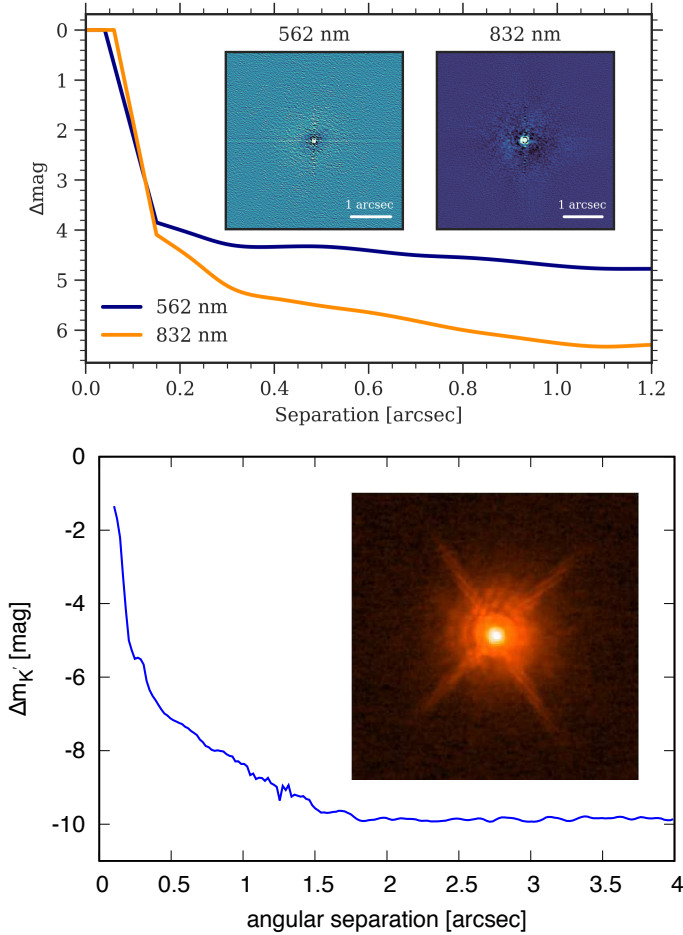 562 nm
832 nm
0
1
2
3
4
5
6
Δmag
1 arcsec
1 arcsec
562 nm
832 nm
0.0
0.2
0.4
0.6
0.8
1.0
1.2
Separation [arcsec]
0
-2
-4
-6
-8
-10
Δm_K' [mag]
0
0.5
1
1.5
2
2.5
3
3.5
4
angular separation [arcsec]